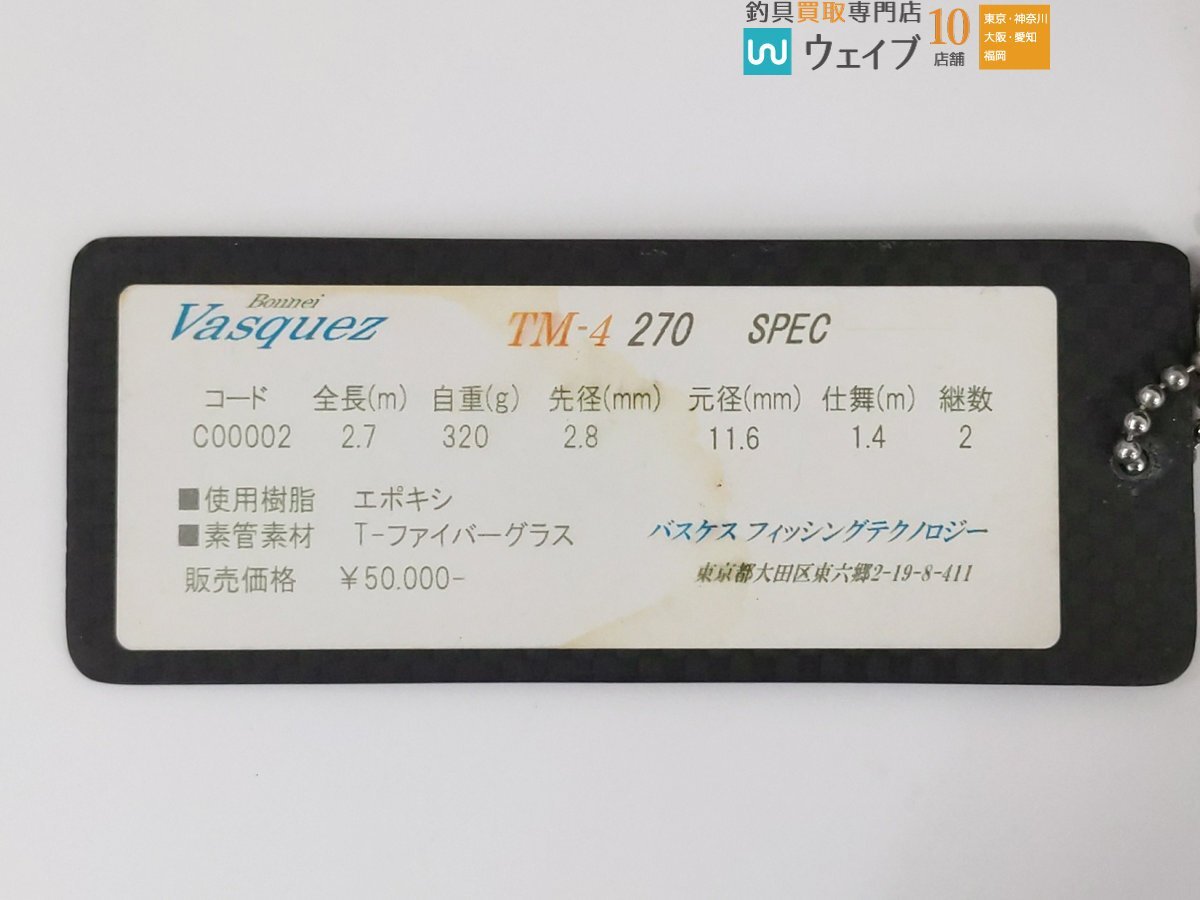 釣具買取専門店
ウェイブ
10
店舗
東京・神奈川
大阪・愛知
福岡
Bonnei
Vasquez TM-4 270 SPEC
コード 全長(m) 自重(g) 先径(mm) 元径(mm) 仕舞(m) 継数
C00002 2.7 320 2.8 11.6 1.4 2
■使用樹脂 エポキシ
■素管素材 T-ファイバーグラス
バスケス フィッシングテクノロジー
販売価格 ¥50.000-
東京都大田区東六郷2-19-8-411